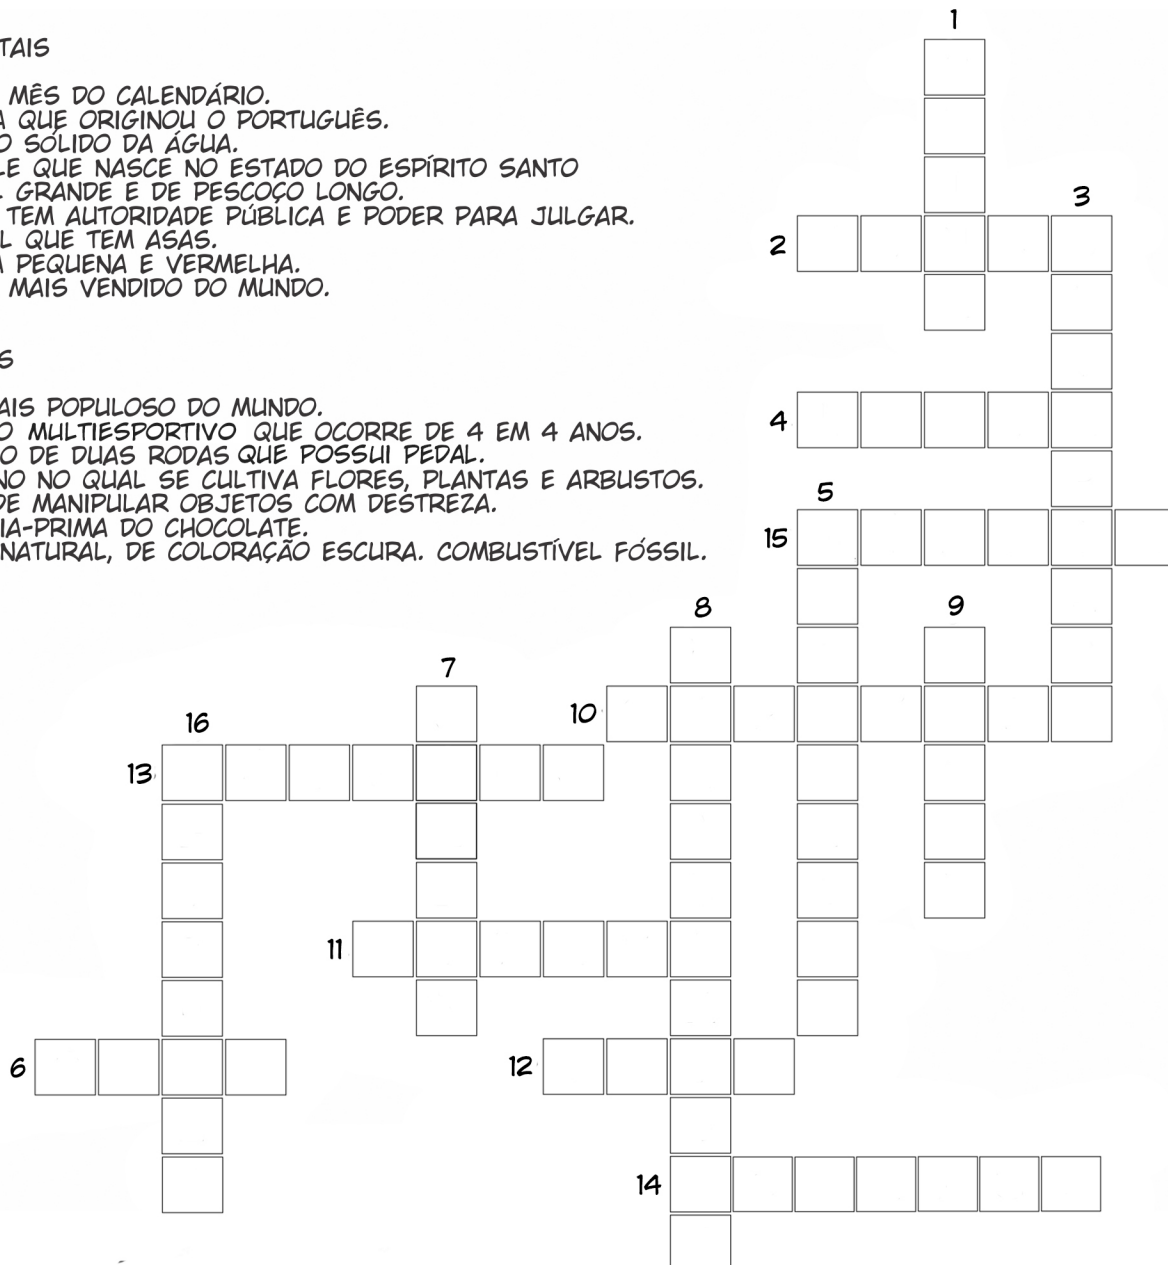 TAIS
MÊS DO CALENDÁRIO.
A QUE ORIGINOU O PORTUGUÊS.
O SÓLIDO DA ÁGUA.
LE QUE NASCE NO ESTADO DO ESPÍRITO SANTO
GRANDE E DE PESCOÇO LONGO.
TEM AUTORIDADE PÚBLICA E PODER PARA JULGAR.
L QUE TEM ASAS.
A PEQUENA E VERMELHA.
MAIS VENDIDO DO MUNDO.
S
AIS POPULOSO DO MUNDO.
O MULTIESPORTIVO QUE OCORRE DE 4 EM 4 ANOS.
O DE DUAS RODAS QUE POSSUI PEDAL.
NO NO QUAL SE CULTIVA FLORES, PLANTAS E ARBUSTOS.
DE MANIPULAR OBJETOS COM DESTREZA.
IA-PRIMA DO CHOCOLATE.
NATURAL, DE COLORAÇÃO ESCURA. COMBUSTÍVEL FÓSSIL.
1
3
2
4
5
15
8
9
7
10
16
13
11
6
12
14